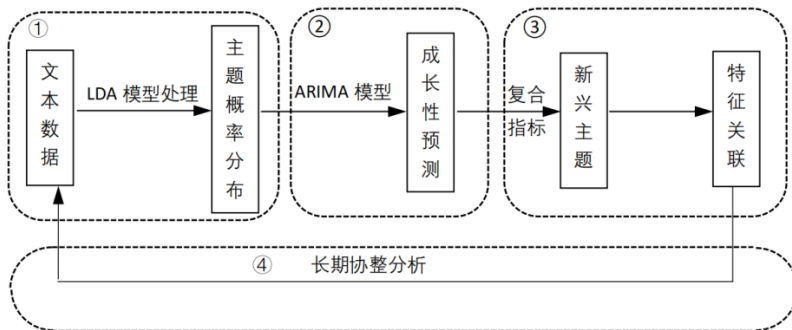 ①
文本数据
LDA 模型处理
主题概率分布
②
ARIMA 模型
成长性预测
③
复合
指标
新兴主题
特征关联
④ 长期协整分析